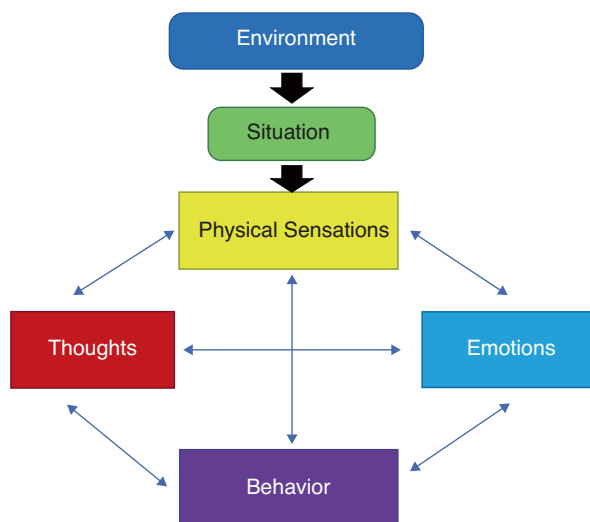 Environment
Situation
Physical Sensations
Thoughts
Emotions
Behavior